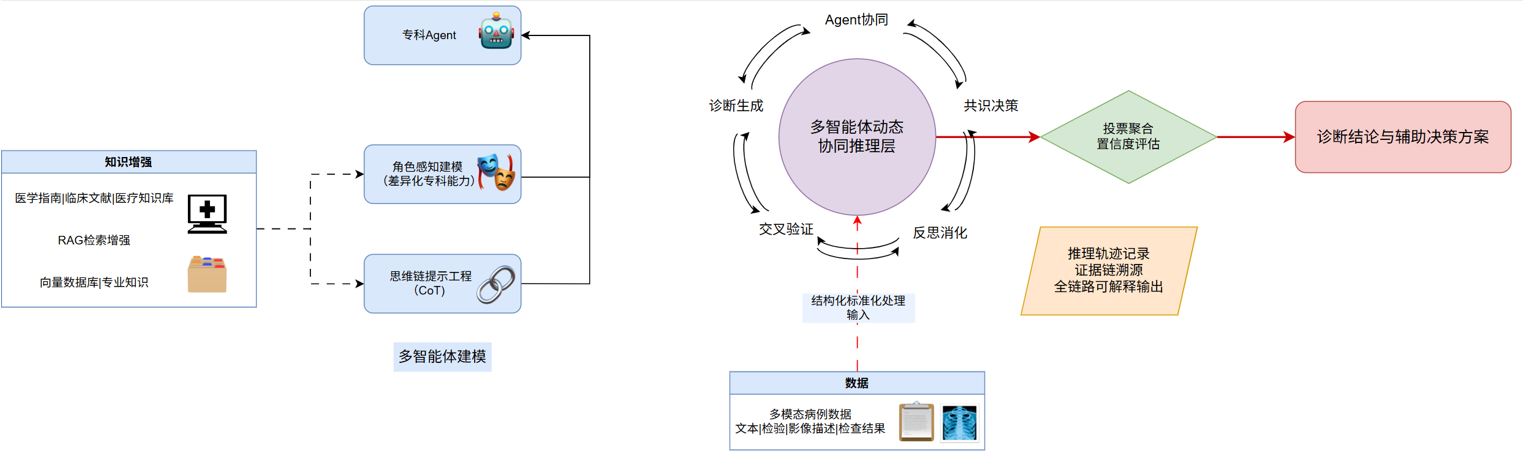 专科Agent
知识增强
医学指南|临床文献|医疗知识库
RAG检索增强
向量数据库|专业知识
角色感知建模
（差异化专科能力）
思维链提示工程
（CoT）
多智能体建模
Agent协同
诊断生成
共识决策
多智能体动态
协同推理层
交叉验证
反思消化
结构化标准化处理
输入
数据
多模态病例数据
文本|检验|影像描述|检查结果
投票聚合
置信度评估
推理轨迹记录
证据链溯源
全链路可解释输出
诊断结论与辅助决策方案